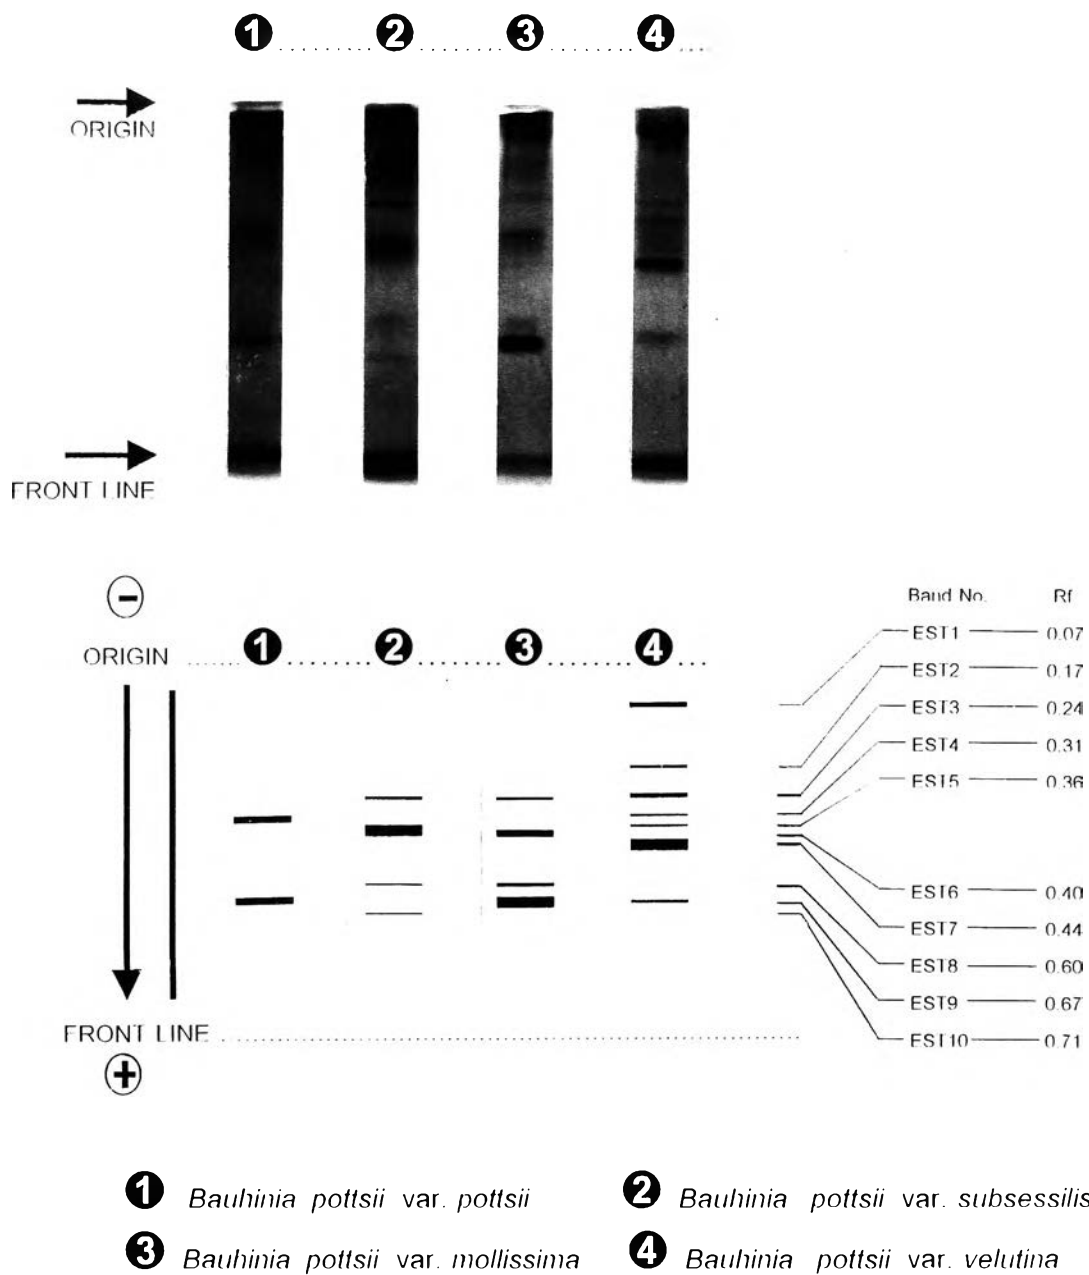 1 2 3 4
ORIGIN
FRONT LINE
-
Band No. Rf
EST1 0.07
ORIGIN 1 2 3 4
EST2 0.17
EST3 0.24
EST4 0.31
EST5 0.36
EST6 0.40
EST7 0.44
EST8 0.60
EST9 0.67
FRONT LINE
EST10 0.71
+
1 Bauhinia pottsii var. pottsii 2 Bauhinia pottsii var. subsessilis
3 Bauhinia pottsii var. mollissima 4 Bauhinia pottsii var. velutina